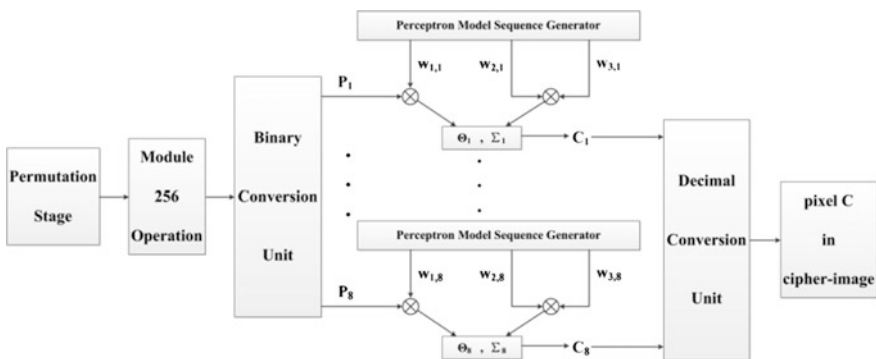 Perceptron Model Sequence Generator
w1,1
w2,1
w3,1
P1
Θ1 , Σ1
C1
Permutation
Stage
Module
256
Operation
Binary
Conversion
Unit
Decimal
Conversion
Unit
pixel C
in
cipher-image
Perceptron Model Sequence Generator
w1,8
w2,8
w3,8
P8
Θ8 , Σ8
C8